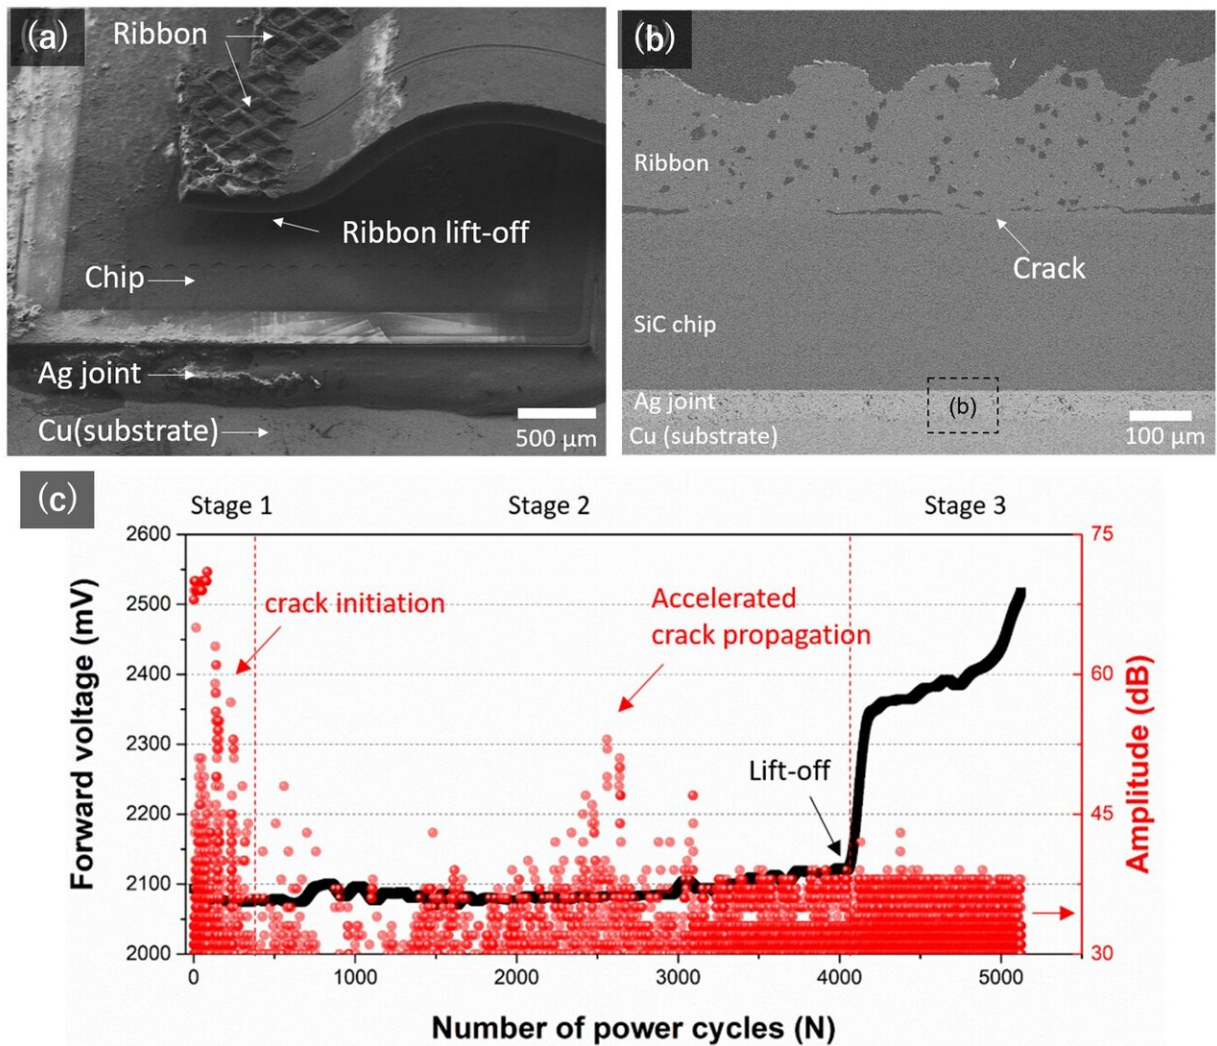 (a)
Ribbon
Ribbon lift-off
Chip
Ag joint
Cu(substrate)
500 µm
(b)
Ribbon
Crack
SiC chip
Ag joint
(b)
Cu (substrate)
100 µm
(c)
Stage 1
Stage 2
Stage 3
2600
2500
2400
2300
2200
2100
2000
Forward voltage (mV)
crack initiation
Accelerated
crack propagation
Lift-off
75
60
45
30
Amplitude (dB)
0
1000
2000
3000
4000
5000
Number of power cycles (N)